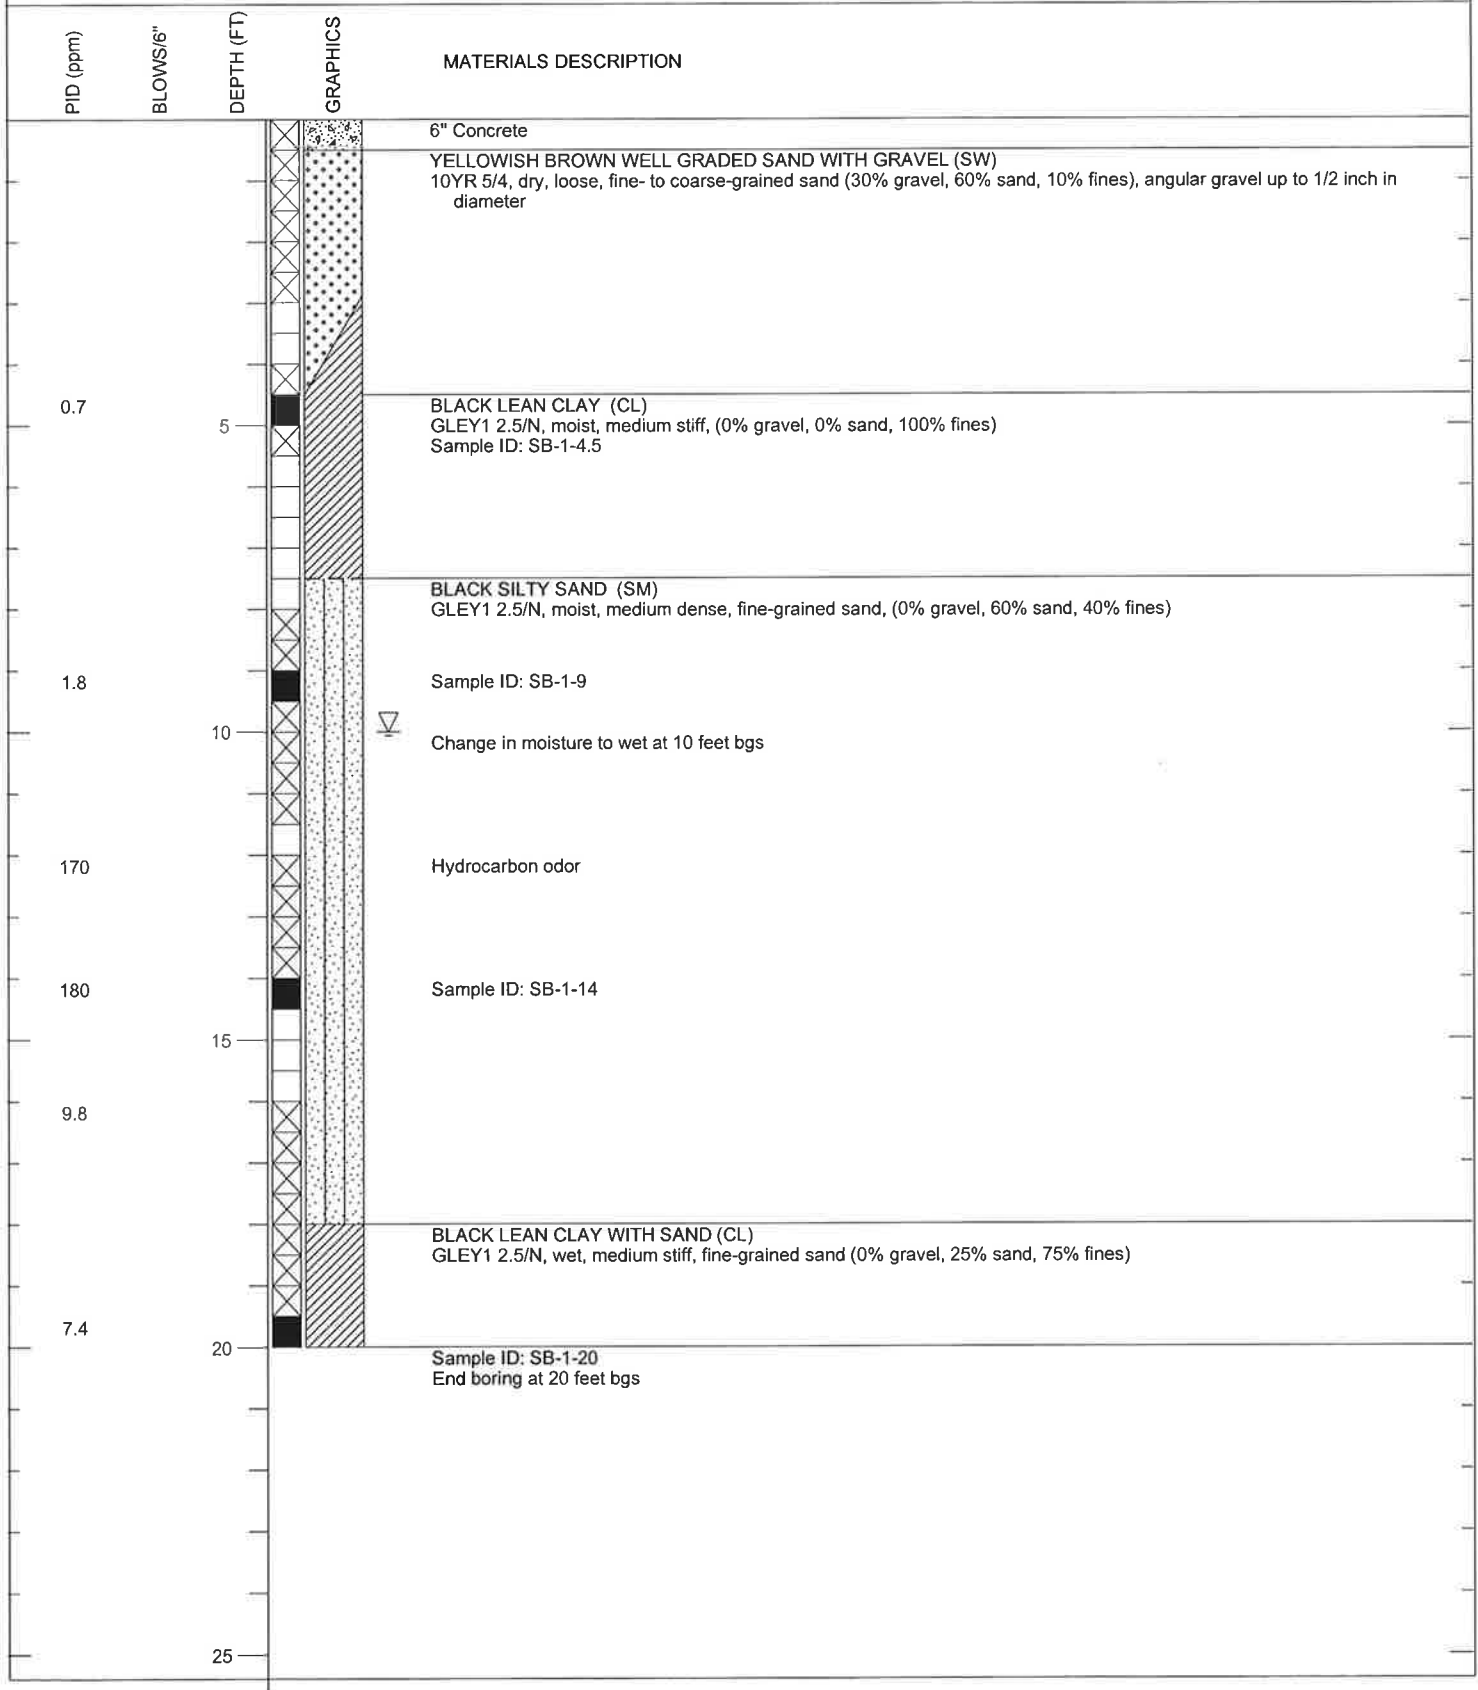 PID (ppm)
BLOWS/6"
DEPTH (FT)
GRAPHICS
MATERIALS DESCRIPTION
6" Concrete
YELLOWISH BROWN WELL GRADED SAND WITH GRAVEL (SW)
10YR 5/4, dry, loose, fine- to coarse-grained sand (30% gravel, 60% sand, 10% fines), angular gravel up to 1/2 inch in
diameter
0.7
BLACK LEAN CLAY (CL)
5
GLEY1 2.5/N, moist, medium stiff, (0% gravel, 0% sand, 100% fines)
Sample ID: SB-1-4.5
BLACK SILTY SAND (SM)
GLEY1 2.5/N, moist, medium dense, fine-grained sand, (0% gravel, 60% sand, 40% fines)
1.8
Sample ID: SB-1-9
10
Change in moisture to wet at 10 feet bgs
170
Hydrocarbon odor
180
Sample ID: SB-1-14
15
9.8
BLACK LEAN CLAY WITH SAND (CL)
GLEY1 2.5/N, wet, medium stiff, fine-grained sand (0% gravel, 25% sand, 75% fines)
7.4
20
Sample ID: SB-1-20
End boring at 20 feet bgs
25